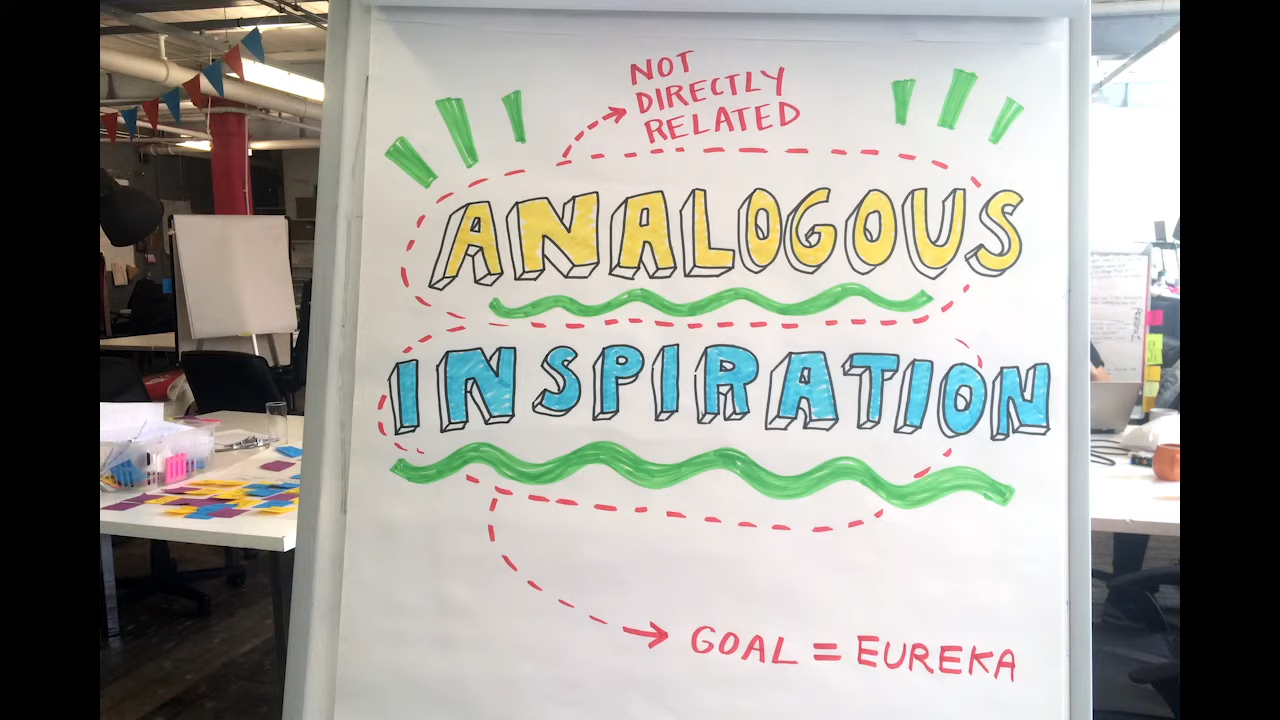 NOT
DIRECTLY
RELATED
ANALOGOUS
INSPIRATION
GOAL = EUREKA